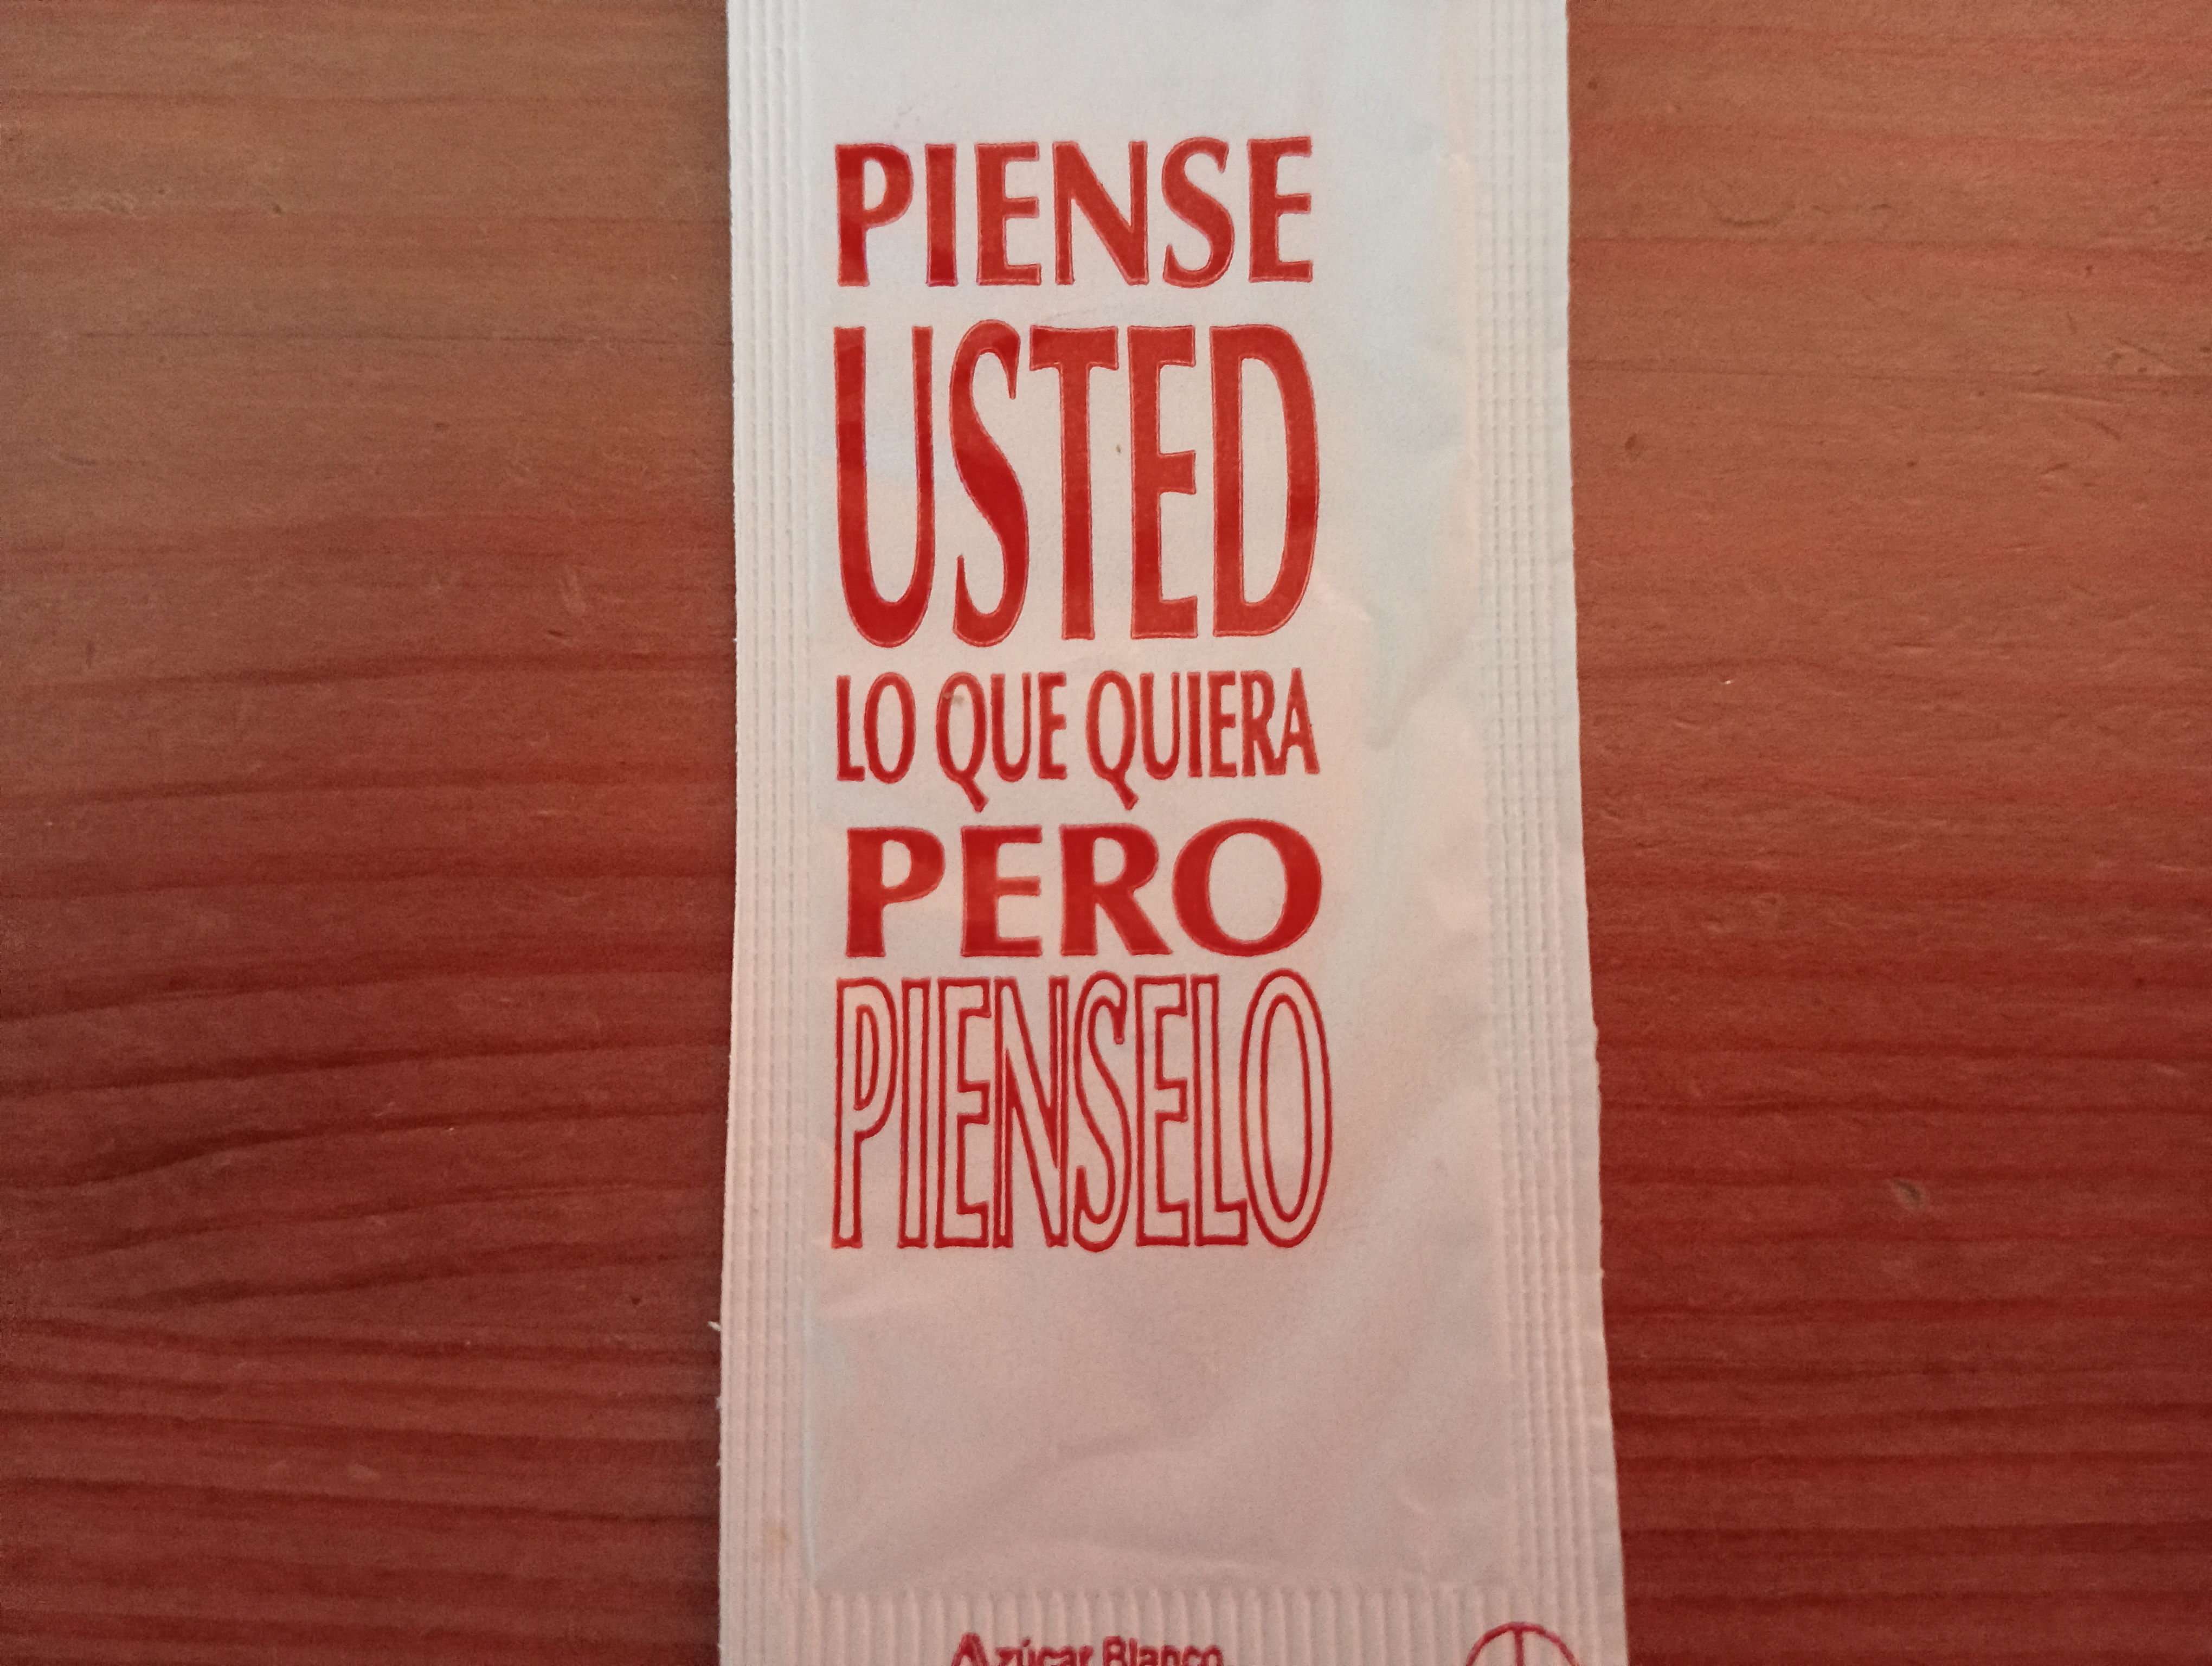 PIENSE
USTED
LO QUE QUIERA
PERO
PIENSELO
Azúcar Blanco